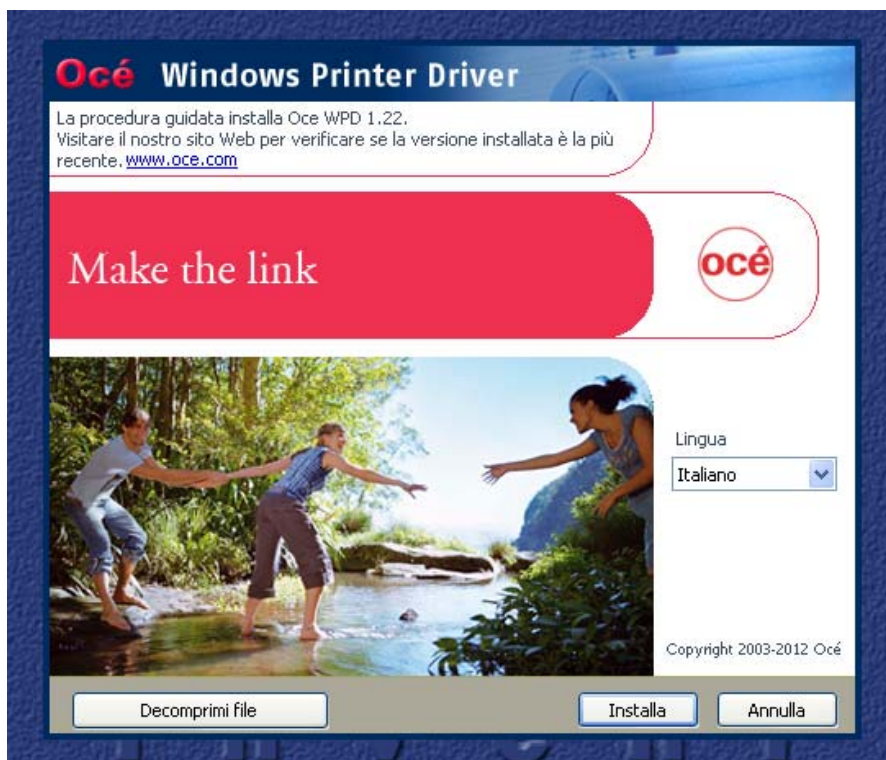 Océ Windows Printer Driver
La procedura guidata installa Oce WPD 1.22.
Visitare il nostro sito Web per verificare se la versione installata è la più
recente. www.oce.com
Make the link
océ
Lingua
Italiano
Copyright 2003-2012 Océ
Decomprimi file
Installa
Annulla